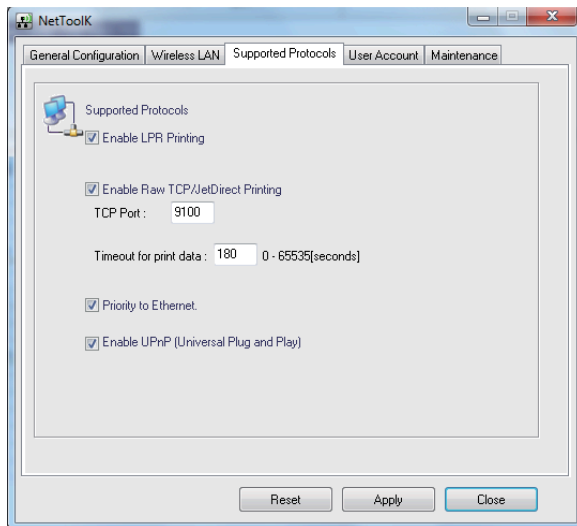 NetToolK
General Configuration Wireless LAN Supported Protocols User Account Maintenance
Supported Protocols
Enable LPR Printing
Enable Raw TCP/JetDirect Printing
TCP Port : 9100
Timeout for print data : 180 0 - 65535[seconds]
Priority to Ethernet.
Enable UPnP (Universal Plug and Play)
Reset Apply Close